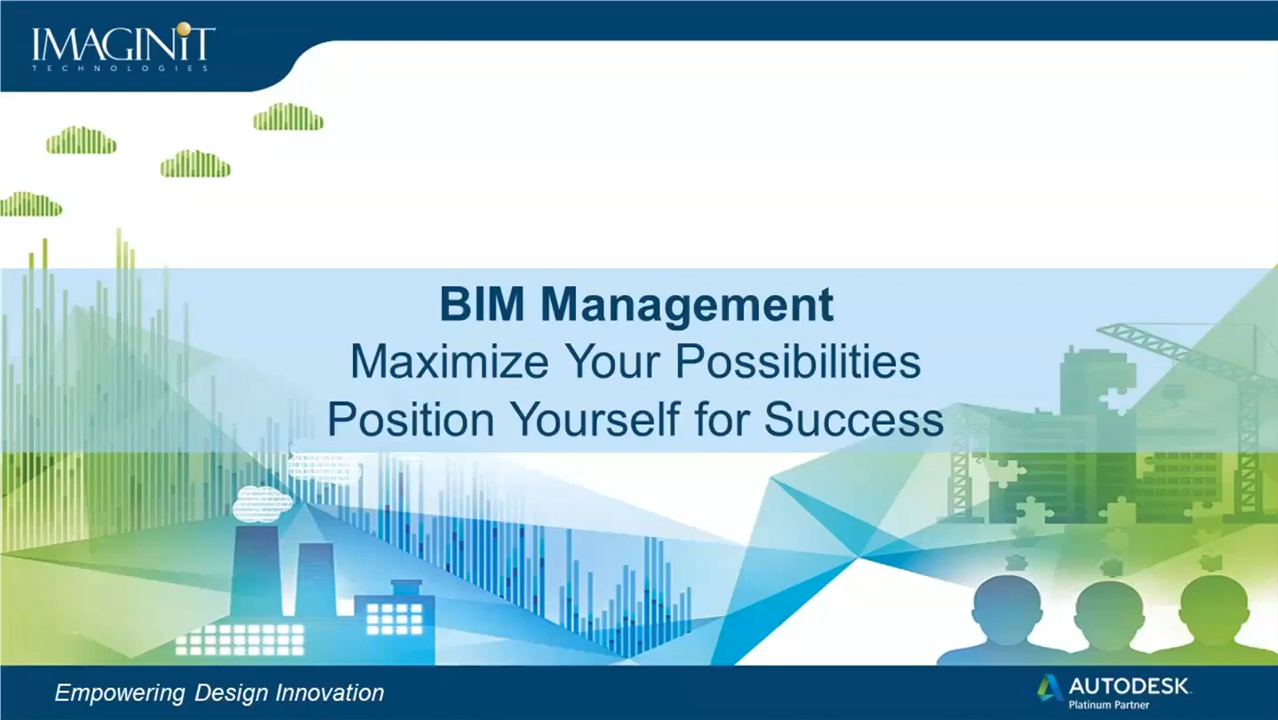 IMAGINiT
TECHNOLOGIES
BIM Management
Maximize Your Possibilities
Position Yourself for Success
Empowering Design Innovation
AUTODESK
Platinum Partner